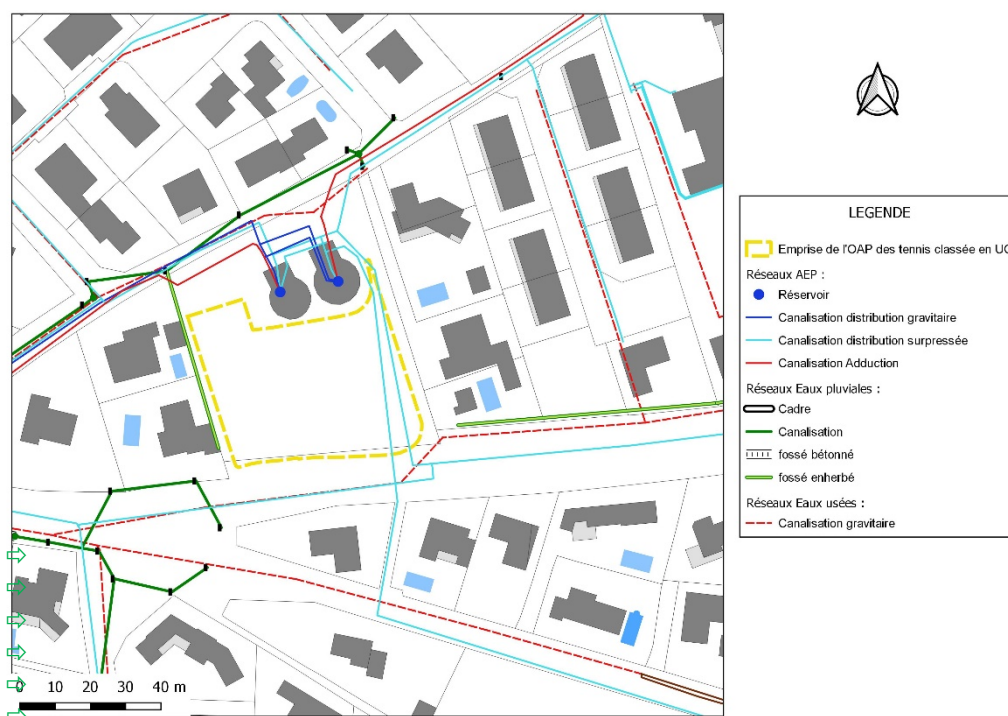 LEGENDE
Emprise de l'OAP des tennis classée en UC
Réseaux AEP :
Réservoir
Canalisation distribution gravitaire
Canalisation distribution surpressée
Canalisation Adduction
Réseaux Eaux pluviales :
Cadre
Canalisation
fossé bétonné
fossé enherbé
Réseaux Eaux usées :
Canalisation gravitaire
0 10 20 30 40 m